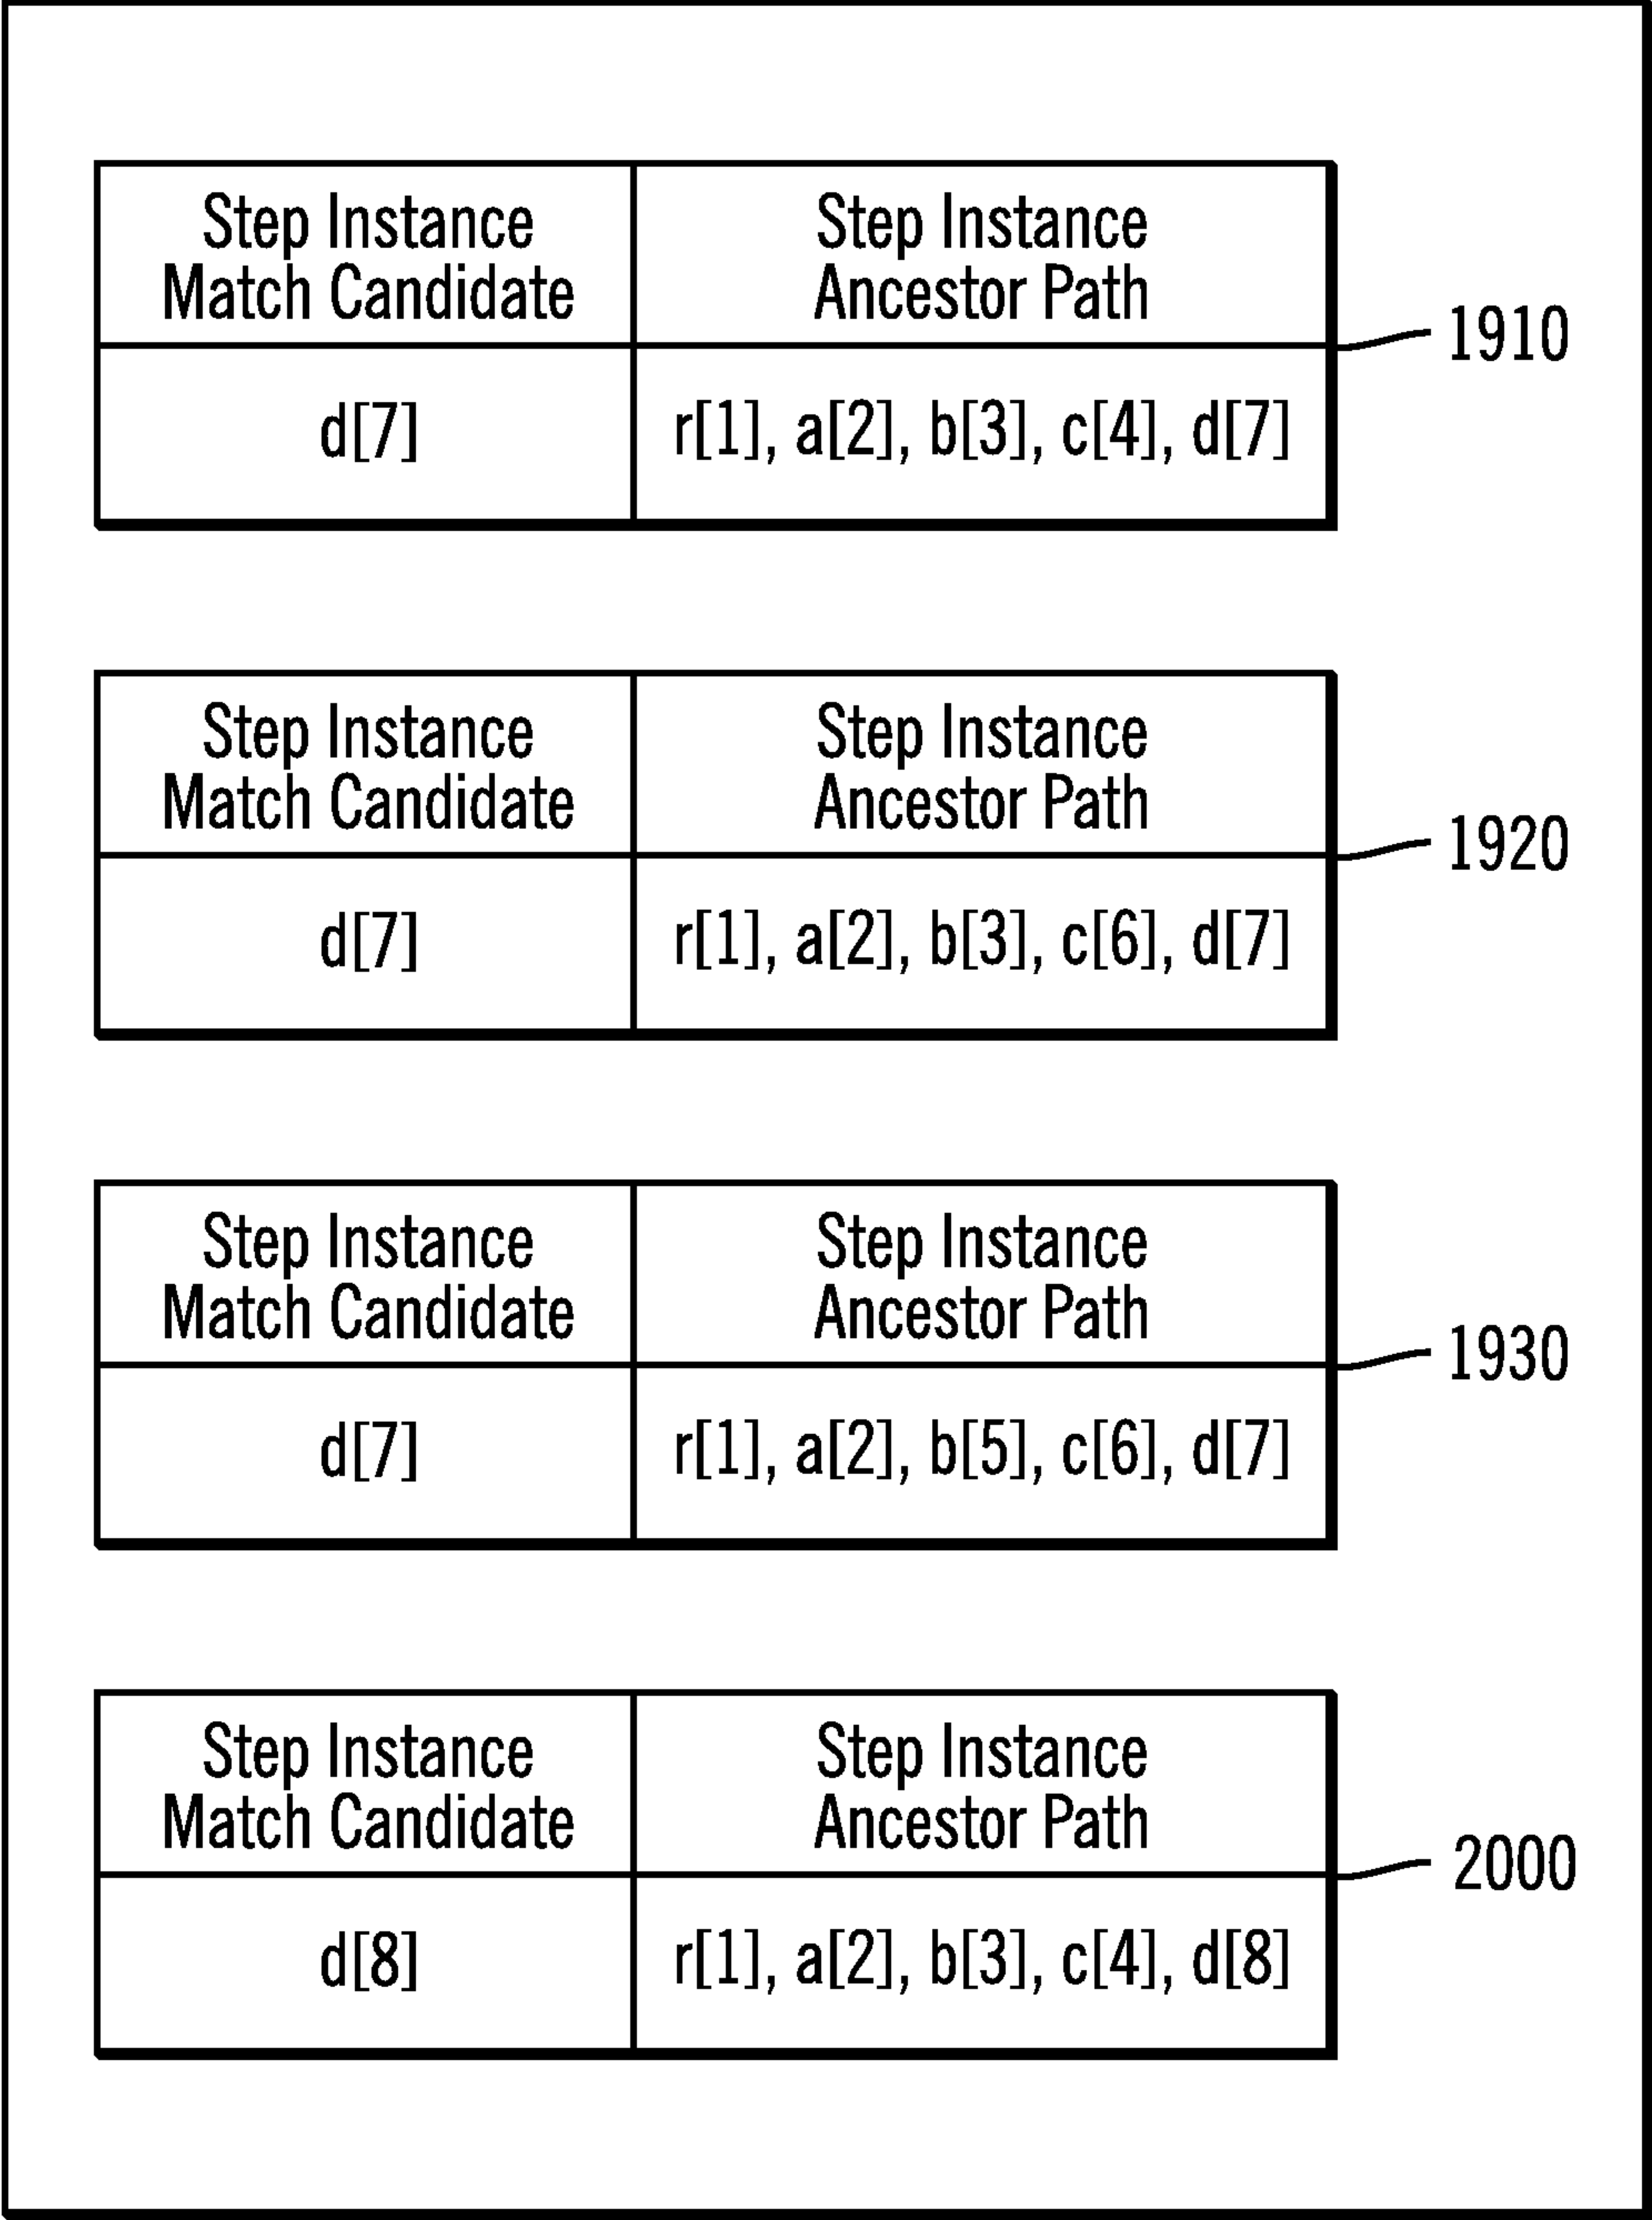 Step Instance
Match Candidate
Step Instance
Ancestor Path
1910
d[7]
r[1], a[2], b[3], c[4], d[7]
Step Instance
Match Candidate
Step Instance
Ancestor Path
1920
d[7]
r[1], a[2], b[3], c[6], d[7]
Step Instance
Match Candidate
Step Instance
Ancestor Path
1930
d[7]
r[1], a[2], b[5], c[6], d[7]
Step Instance
Match Candidate
Step Instance
Ancestor Path
2000
d[8]
r[1], a[2], b[3], c[4], d[8]